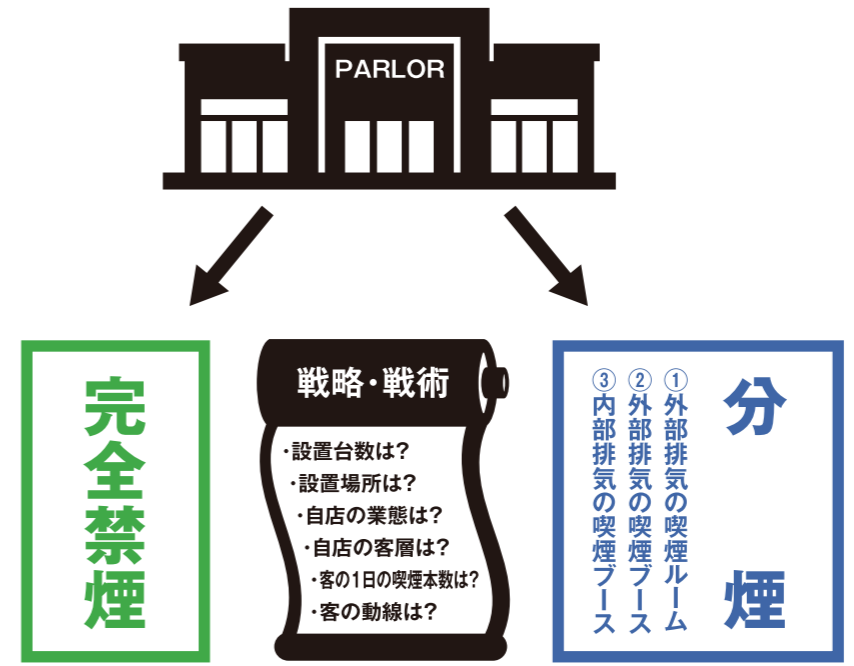 PARLOR
完全禁煙
戦略・戦術
・設置台数は？
・設置場所は？
・自店の業態は？
・自店の客層は？
・客の1日の喫煙本数は？
・客の動線は？
分煙
①外部排気の喫煙ルーム
②外部排気の喫煙ブース
③内部排気の喫煙ブース